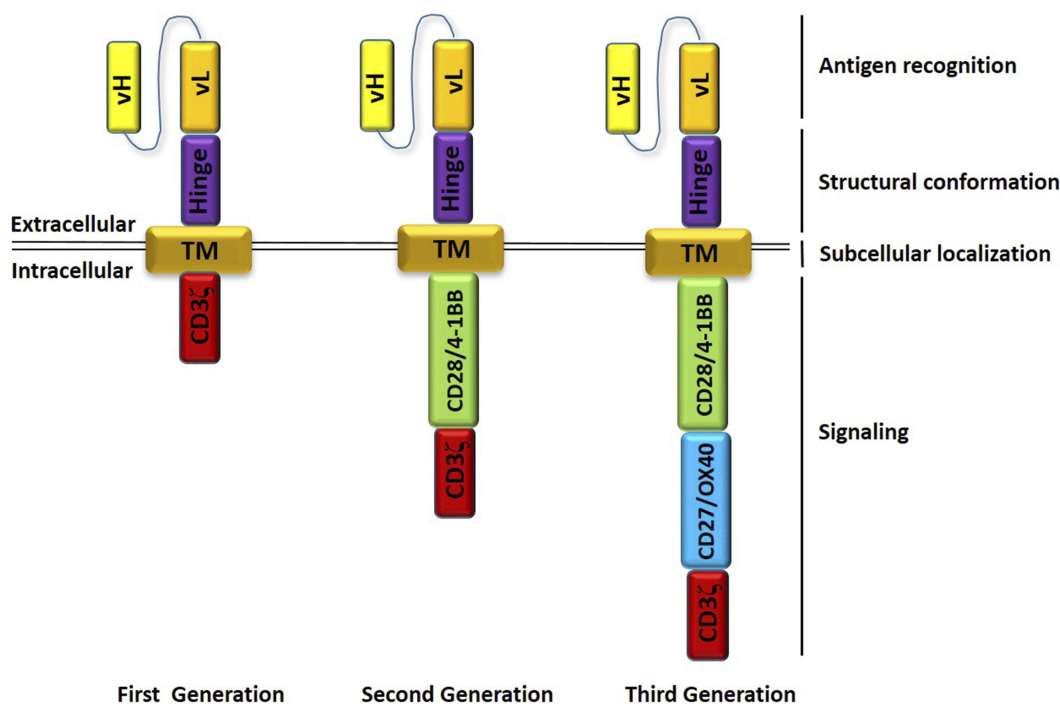 vH
vL
Hinge
TM
CD3ζ
vH
vL
Hinge
TM
CD28/4-1BB
CD3ζ
vH
vL
Hinge
TM
CD28/4-1BB
CD27/OX40
CD3ζ
Extracellular
Intracellular
Antigen recognition
Structural conformation
Subcellular localization
Signaling
First Generation
Second Generation
Third Generation